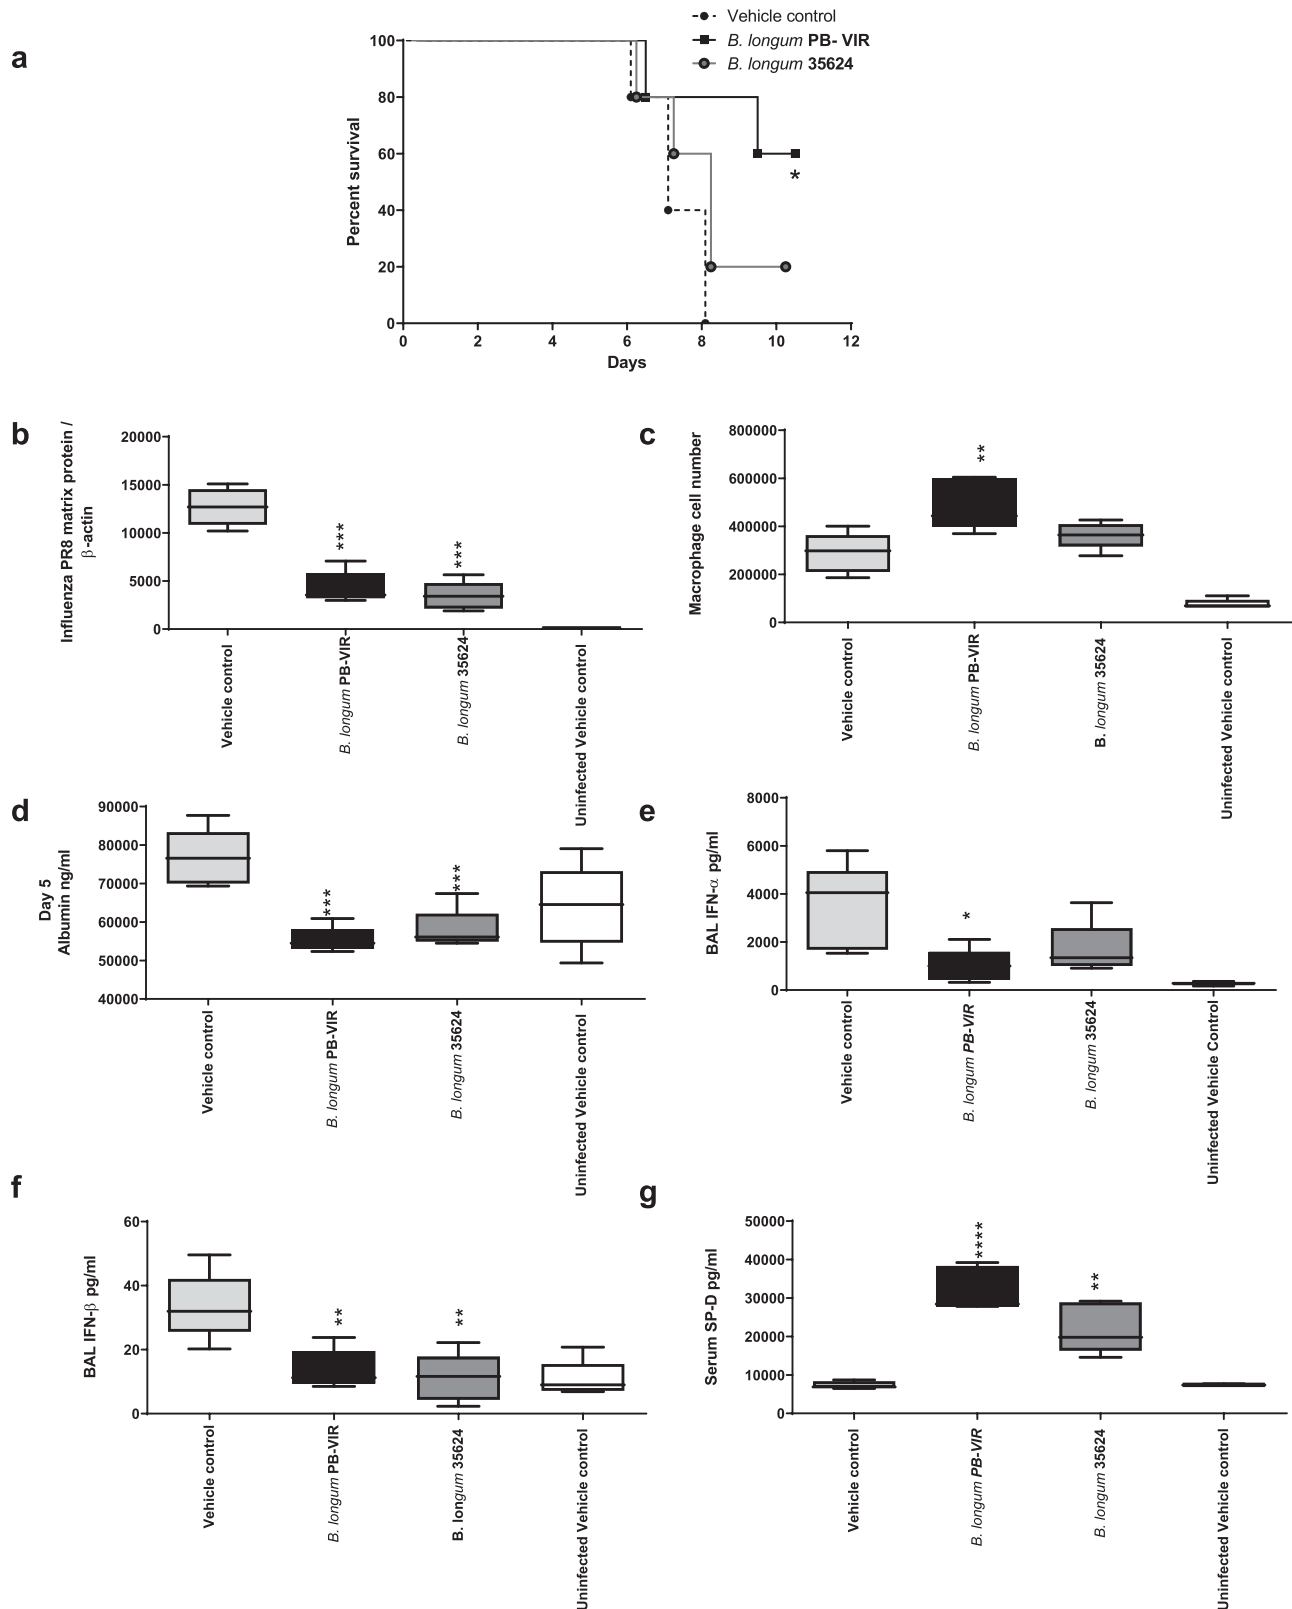 a
Vehicle control
B. longum PB- VIR
B. longum 35624
Percent survival
100
80
60
40
20
0
*
0 2 4 6 8 10 12
Days
b
Influenza PR8 matrix protein /
β-actin
20000
15000
10000
5000
0
***
***
Vehicle control
B. longum PB-VIR
B. longum 35624
Uninfected Vehicle control
c
Macrophage cell number
800000
600000
400000
200000
0
**
Vehicle control
B. longum PB-VIR
B. longum 35624
Uninfected Vehicle control
d
Day 5
Albumin ng/ml
90000
80000
70000
60000
50000
40000
***
***
Vehicle control
B. longum PB-VIR
B. longum 35624
Uninfected Vehicle control
e
BAL IFN-α pg/ml
8000
6000
4000
2000
0
*
Vehicle control
B. longum PB-VIR
B. longum 35624
Uninfected Vehicle Control
f
BAL IFN-β pg/ml
60
40
20
0
**
**
Vehicle control
B. longum PB-VIR
B. longum 35624
Uninfected Vehicle control
g
Serum SP-D pg/ml
50000
40000
30000
20000
10000
0
****
**
Vehicle control
B. longum PB-VIR
B. longum 35624
Uninfected Vehicle control